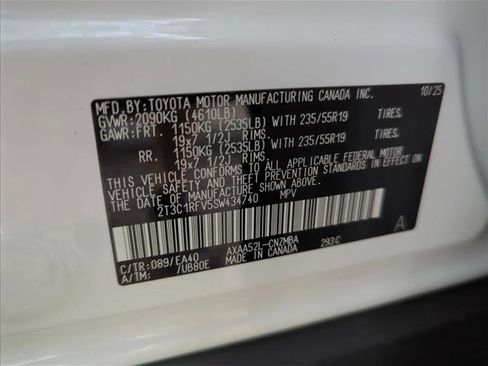 MFD.BY:TOYOTA MOTOR MANUFACTURING CANADA INC. 10/25
GVWR:2090KG (4610LB)
GAWR:FRT. 1150KG (2535LB) WITH 235/55R19 TIRES.
19x7 1/2J RIMS.
RR. 1150KG (2535LB) WITH 235/55R19 TIRES.
19x7 1/2J RIMS.
THIS VEHICLE CONFORMS TO ALL APPLICABLE FEDERAL MOTOR
VEHICLE SAFETY AND THEFT PREVENTION STANDARDS IN EFFECT ON
THE DATE OF MANUFACTURE SHOWN ABOVE.
2T3C1RFV5SW434740 MPV
A
C/TR:089/EA40 AXAA52L-CNZMBA 293C
A/TM: /UB80E MADE IN CANADA